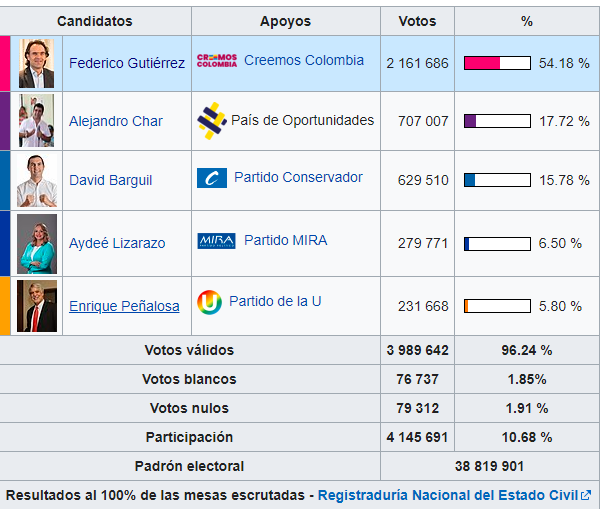 Candidatos Apoyos Votos %
Federico Gutiérrez CREEMOS COLOMBIA Creemos Colombia 2 161 686 54.18 %
Alejandro Char País de Oportunidades 707 007 17.72 %
David Barguil C Partido Conservador 629 510 15.78 %
Aydeé Lizarazo MIRA Partido MIRA 279 771 6.50 %
Enrique Peñalosa U Partido de la U 231 668 5.80 %
Votos válidos 3 989 642 96.24 %
Votos blancos 76 737 1.85%
Votos nulos 79 312 1.91 %
Participación 4 145 691 10.68 %
Padrón electoral 38 819 901
Resultados al 100% de las mesas escrutadas - Registraduría Nacional del Estado Civil